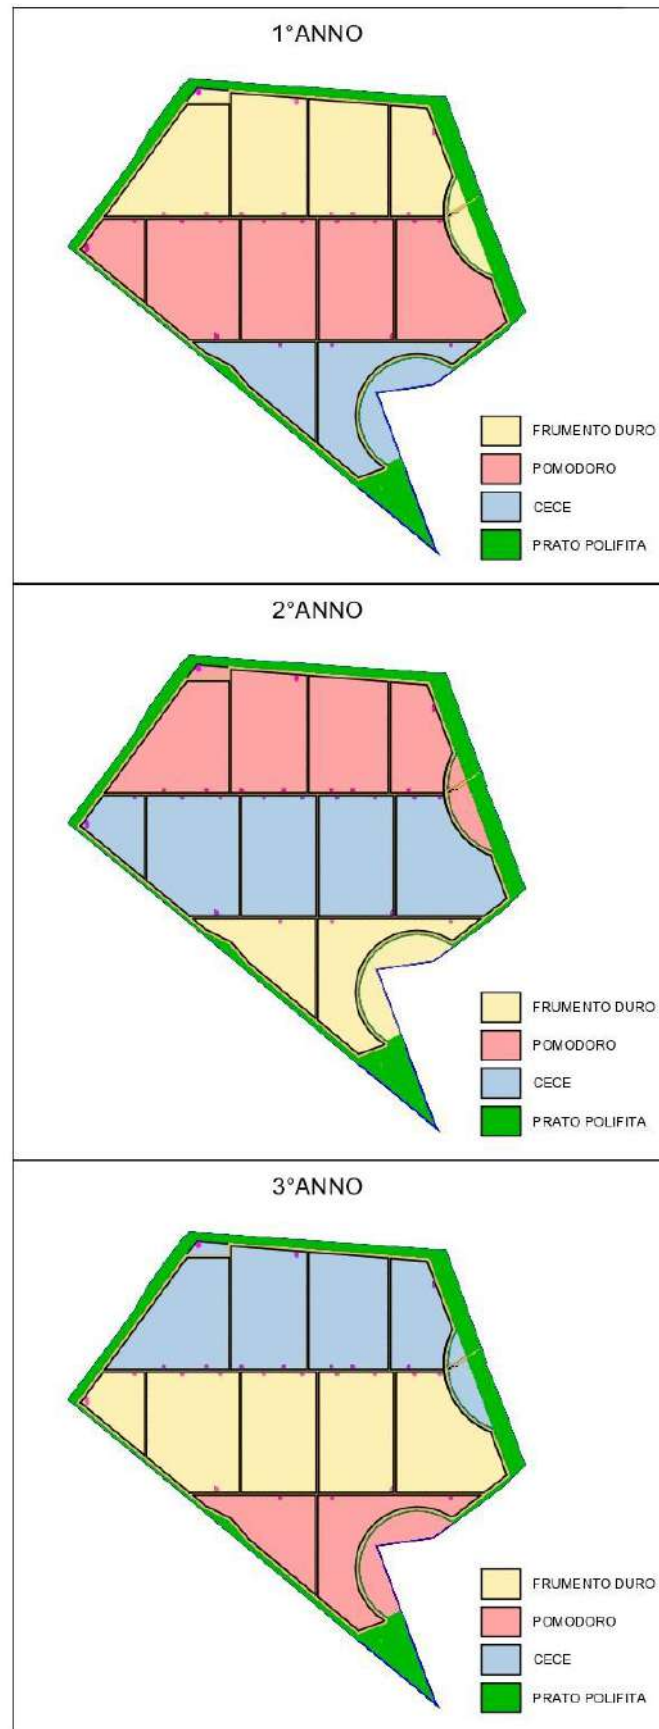 1°ANNO
FRUMENTO DURO
POMODORO
CECE
PRATO POLIFITA
2°ANNO
FRUMENTO DURO
POMODORO
CECE
PRATO POLIFITA
3°ANNO
FRUMENTO DURO
POMODORO
CECE
PRATO POLIFITA